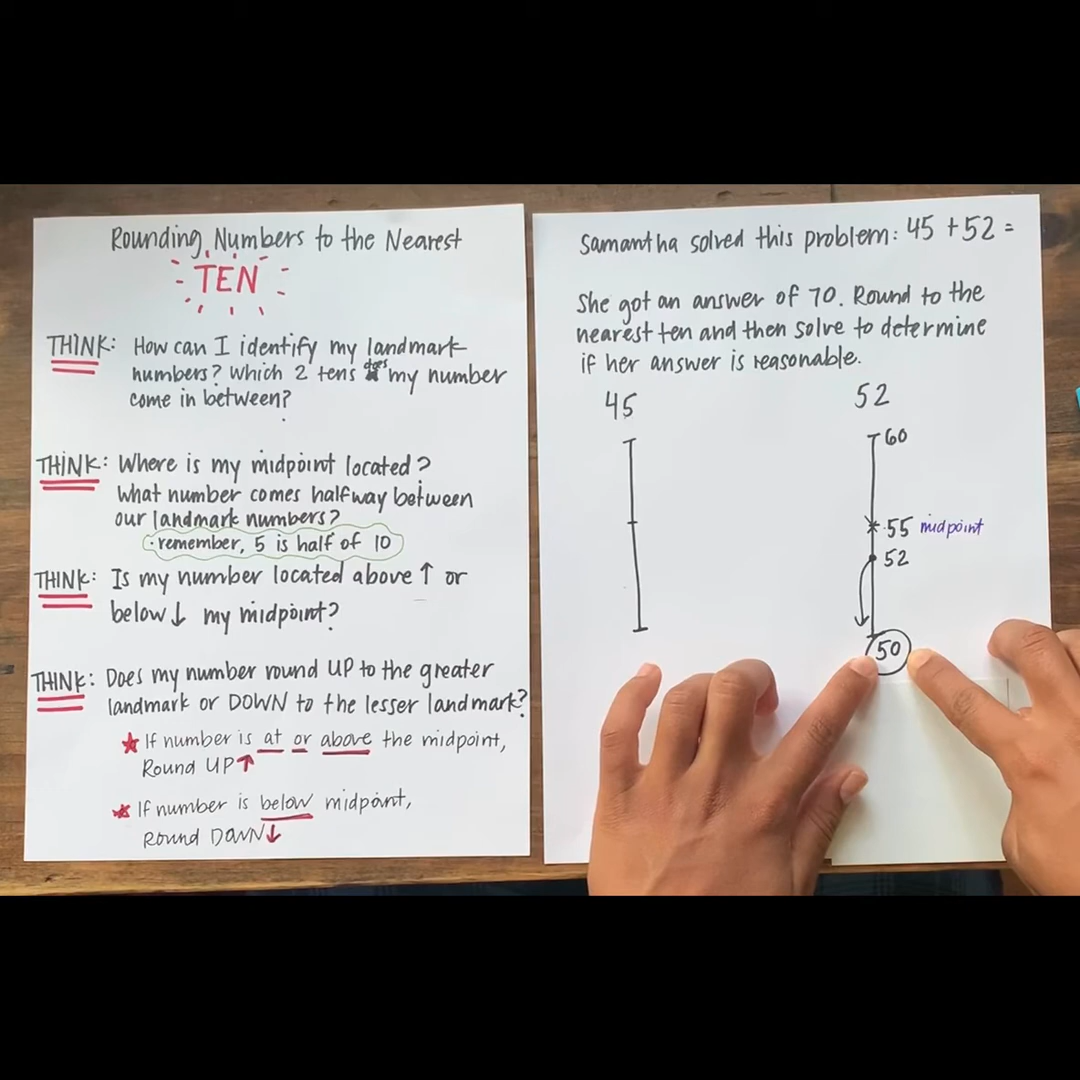 Rounding Numbers to the Nearest
TEN
THINK: How can I identify my landmark
numbers? Which 2 tens does my number
come in between?
THINK: Where is my midpoint located?
What number comes halfway between
our landmark numbers?
· remember, 5 is half of 10
THINK: Is my number located above ↑ or
below ↓ my midpoint?
THINK: Does my number round UP to the greater
landmark or DOWN to the lesser landmark?
★ If number is at or above the midpoint,
Round UP ↑
★ If number is below midpoint,
Round DOWN ↓
Samantha solved this problem: 45 + 52 =
She got an answer of 70. Round to the
nearest ten and then solve to determine
if her answer is reasonable.
45
52
60
55 midpoint
52
50